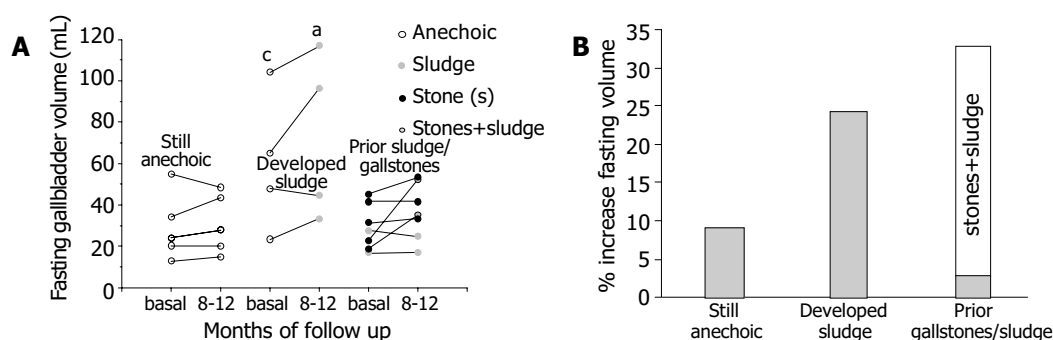 A
Fasting gallbladder volume (mL)
120
100
80
60
40
20
0
c
a
Anechoic
Sludge
Stone (s)
Stones+sludge
Still
anechoic
Developed
sludge
Prior sludge/
gallstones
basal 8-12 basal 8-12 basal 8-12
Months of follow up
B
% increase fasting volume
35
30
25
20
15
10
5
0
stones+sludge
Still
anechoic
Developed
sludge
Prior
gallstones/sludge